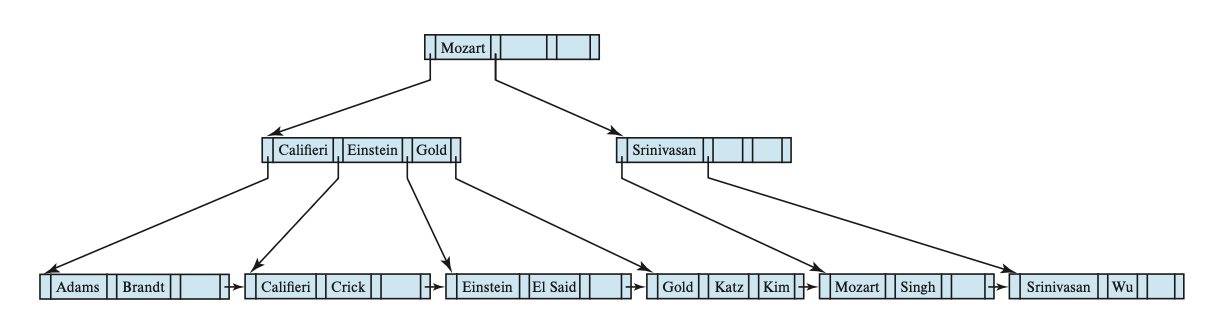 Mozart
Califieri Einstein Gold
Srinivasan
Adams Brandt
Califieri Crick
Einstein El Said
Gold Katz Kim
Mozart Singh
Srinivasan Wu